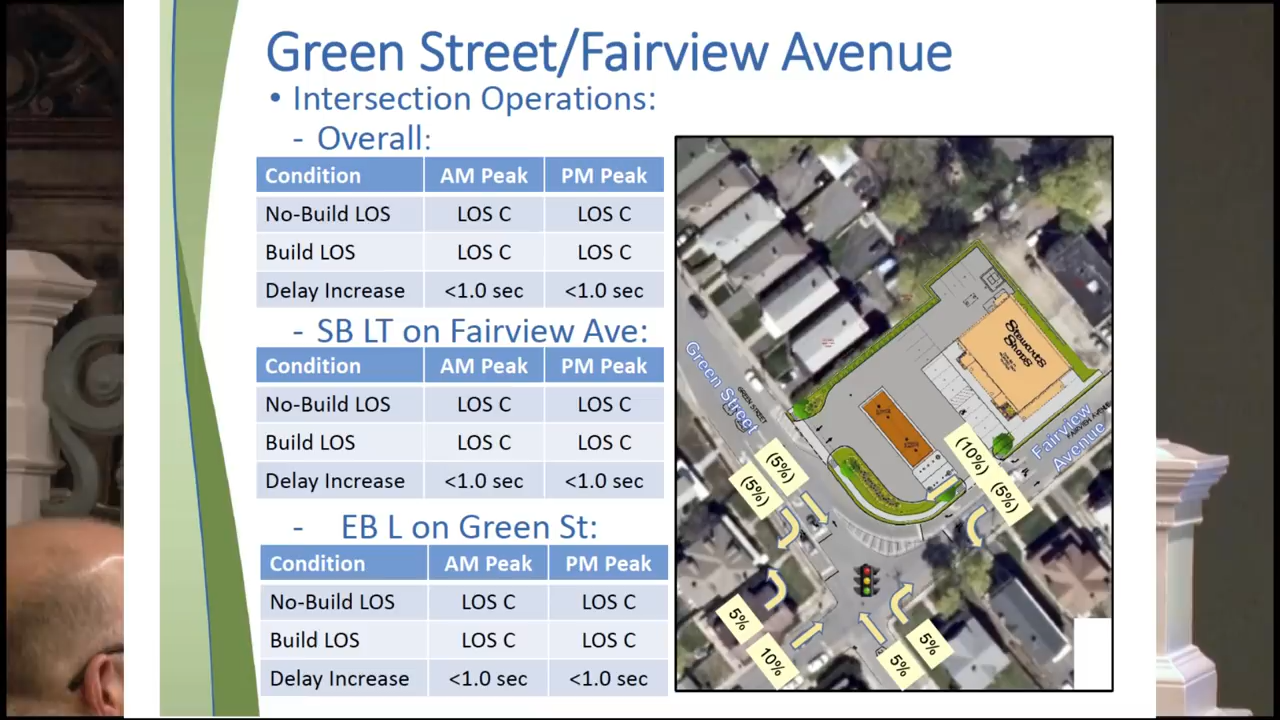 Green Street/Fairview Avenue
• Intersection Operations:
- Overall:
Condition AM Peak PM Peak
No-Build LOS LOS C LOS C
Build LOS LOS C LOS C
Delay Increase <1.0 sec <1.0 sec
- SB LT on Fairview Ave:
Condition AM Peak PM Peak
No-Build LOS LOS C LOS C
Build LOS LOS C LOS C
Delay Increase <1.0 sec <1.0 sec
- EB L on Green St:
Condition AM Peak PM Peak
No-Build LOS LOS C LOS C
Build LOS LOS C LOS C
Delay Increase <1.0 sec <1.0 sec
Stewart's
Shops
Green Street
GREEN STREET
Fairview
Avenue
FAIRVIEW AVENUE
(5%)
(5%)
(10%)
(5%)
5%
10%
5%
5%